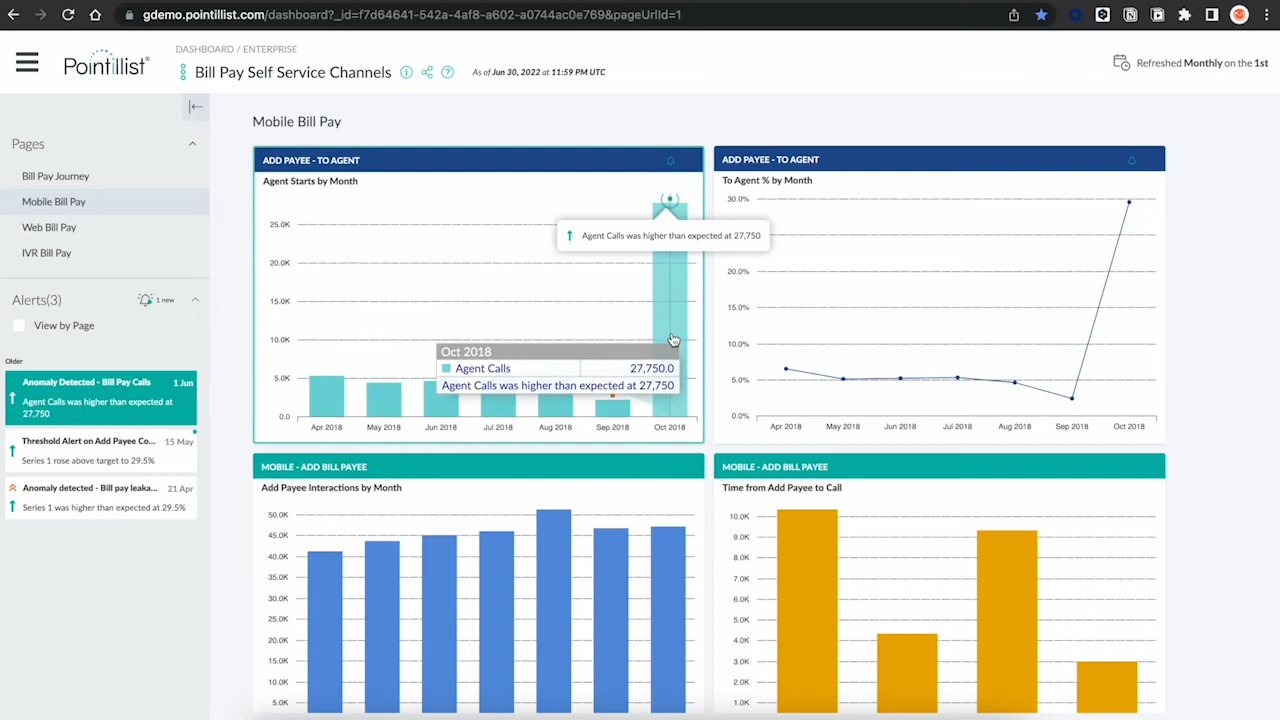 gdemo.pointillist.com/dashboard?_id=f7d64641-542a-4af8-a602-a0744ac0e769&pageUrlId=1
Pointillist®
DASHBOARD / ENTERPRISE
Bill Pay Self Service Channels
As of Jun 30, 2022 at 11:59 PM UTC
Refreshed Monthly on the 1st
Pages
Bill Pay Journey
Mobile Bill Pay
Web Bill Pay
IVR Bill Pay
Alerts(3)
1 new
View by Page
Older
Anomaly Detected - Bill Pay Calls
1 Jun
Agent Calls was higher than expected at
27,750
Threshold Alert on Add Payee Co...
15 May
Series 1 rose above target to 29.5%
Anomaly detected - Bill pay leaka...
21 Apr
Series 1 was higher than expected at 29.5%
Mobile Bill Pay
ADD PAYEE - TO AGENT
Agent Starts by Month
25.0K
20.0K
15.0K
10.0K
5.0K
0.0
Apr 2018
May 2018
Jun 2018
Jul 2018
Aug 2018
Sep 2018
Oct 2018
Agent Calls was higher than expected at 27,750
Oct 2018
Agent Calls
27,750.0
Agent Calls was higher than expected at 27,750
ADD PAYEE - TO AGENT
To Agent % by Month
30.0%
20.0%
15.0%
10.0%
5.0%
0.0%
Apr 2018
May 2018
Jun 2018
Jul 2018
Aug 2018
Sep 2018
Oct 2018
MOBILE - ADD BILL PAYEE
Add Payee Interactions by Month
50.0K
45.0K
40.0K
35.0K
30.0K
25.0K
20.0K
15.0K
10.0K
5.0K
MOBILE - ADD BILL PAYEE
Time from Add Payee to Call
10.0K
9.0K
8.0K
7.0K
6.0K
5.0K
4.0K
3.0K
2.0K
1.0K